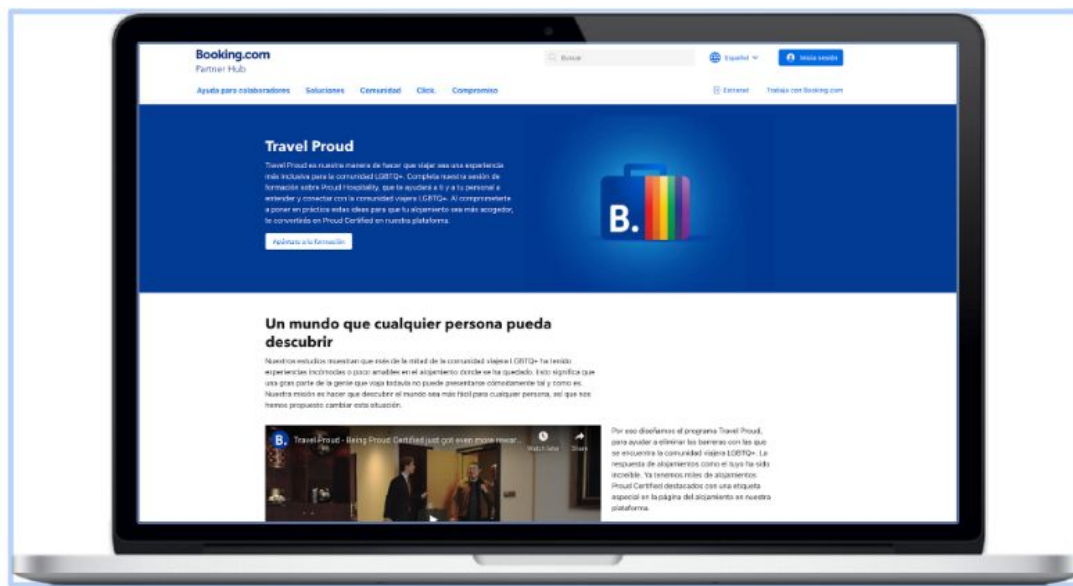 Booking.com
Partner Hub
Buscar
Español
Inicia sesión
Ayuda para colaboradores Soluciones Comunidad Click. Compromiso
Extranet Trabaja con Booking.com
Travel Proud
Travel Proud es nuestra manera de hacer que viajar sea una experiencia
más inclusiva para la comunidad LGBTQ+. Completa nuestra sesión de
formación sobre Proud Hospitality, que te ayudará a ti y a tu personal a
entender y conectar con la comunidad viajera LGBTQ+. Al comprometerte
a poner en práctica estas ideas para que tu alojamiento sea más acogedor,
te convertirás en Proud Certified en nuestra plataforma.
Apúntate a la formación
B.
Un mundo que cualquier persona pueda
descubrir
Nuestros estudios muestran que más de la mitad de la comunidad viajera LGBTQ+ ha tenido
experiencias incómodas o poco amables en el alojamiento donde se ha quedado. Esto significa que
una gran parte de la gente que viaja todavía no puede presentarse cómodamente tal y como es.
Nuestra misión es hacer que descubrir el mundo sea más fácil para cualquier persona, así que nos
hemos propuesto cambiar esta situación.
B. Travel Proud - Being Proud Certified just got even more rewar...
Watch later Share
Por eso diseñamos el programa Travel Proud,
para ayudar a eliminar las barreras con las que
se encuentra la comunidad viajera LGBTQ+. La
respuesta de alojamientos como el tuyo ha sido
increíble. Ya tenemos miles de alojamientos
Proud Certified destacados con una etiqueta
especial en la página del alojamiento en nuestra
plataforma.